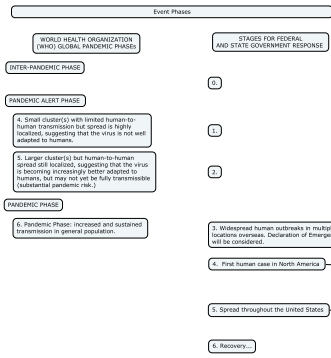 Event Phases
WORLD HEALTH ORGANIZATION
(WHO) GLOBAL PANDEMIC PHASEs
STAGES FOR FEDERAL
AND STATE GOVERNMENT RESPONSE
INTER-PANDEMIC PHASE
0.
PANDEMIC ALERT PHASE
4. Small cluster(s) with limited human-to-
human transmission but spread is highly
localized, suggesting that the virus is not well
adapted to humans.
1.
5. Larger cluster(s) but human-to-human
spread still localized, suggesting that the virus
is becoming increasingly better adapted to
humans, but may not yet be fully transmissible
(substantial pandemic risk.)
2.
PANDEMIC PHASE
6. Pandemic Phase: increased and sustained
transmission in general population.
3. Widespread human outbreaks in
locations overseas. Declaration of
will be considered.
4. First human case in North America
5. Spread throughout the United States
6. Recovery...